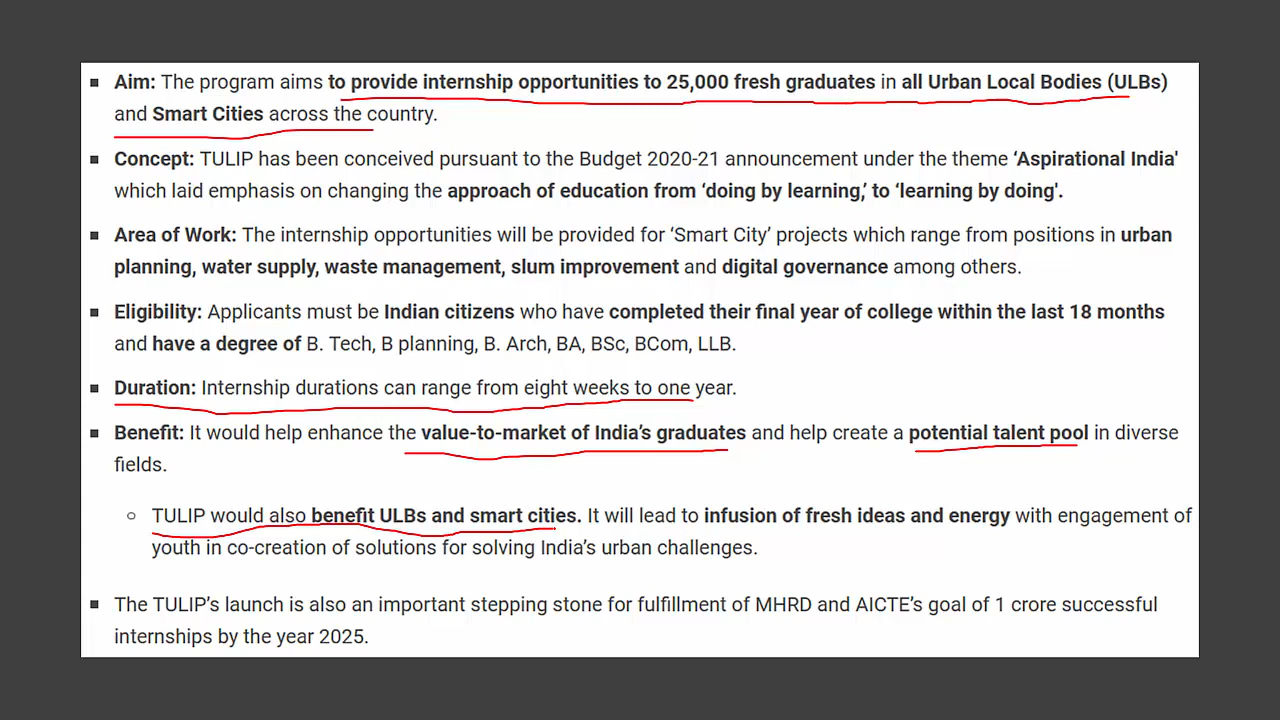 ▪ Aim: The program aims to provide internship opportunities to 25,000 fresh graduates in all Urban Local Bodies (ULBs)
and Smart Cities across the country.
▪ Concept: TULIP has been conceived pursuant to the Budget 2020-21 announcement under the theme ‘Aspirational India'
which laid emphasis on changing the approach of education from ‘doing by learning,’ to ‘learning by doing'.
▪ Area of Work: The internship opportunities will be provided for ‘Smart City’ projects which range from positions in urban
planning, water supply, waste management, slum improvement and digital governance among others.
▪ Eligibility: Applicants must be Indian citizens who have completed their final year of college within the last 18 months
and have a degree of B. Tech, B planning, B. Arch, BA, BSc, BCom, LLB.
▪ Duration: Internship durations can range from eight weeks to one year.
▪ Benefit: It would help enhance the value-to-market of India’s graduates and help create a potential talent pool in diverse
fields.
○ TULIP would also benefit ULBs and smart cities. It will lead to infusion of fresh ideas and energy with engagement of
youth in co-creation of solutions for solving India’s urban challenges.
▪ The TULIP’s launch is also an important stepping stone for fulfillment of MHRD and AICTE’s goal of 1 crore successful
internships by the year 2025.